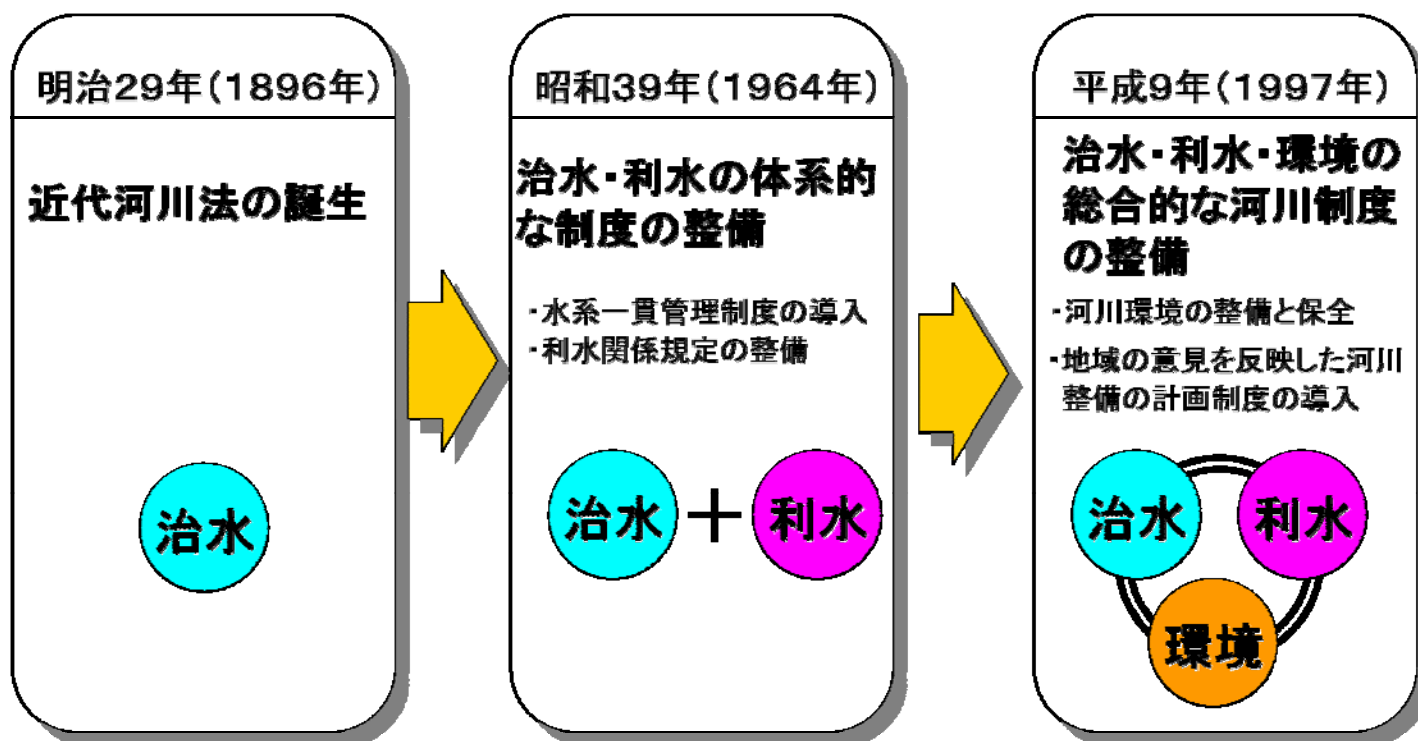 明治29年(1896年)
近代河川法の誕生
治水
昭和39年(1964年)
治水・利水の体系的
な制度の整備
・水系一貫管理制度の導入
・利水関係規定の整備
治水＋利水
平成9年(1997年)
治水・利水・環境の
総合的な河川制度
の整備
・河川環境の整備と保全
・地域の意見を反映した河川
整備の計画制度の導入
治水 利水
環境